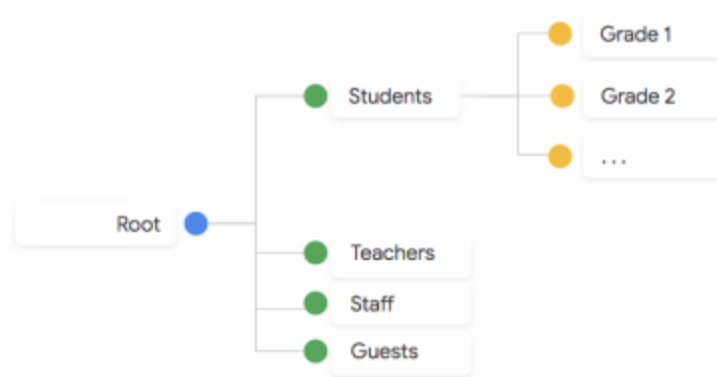 Root
Students
Grade 1
Grade 2
...
Teachers
Staff
Guests